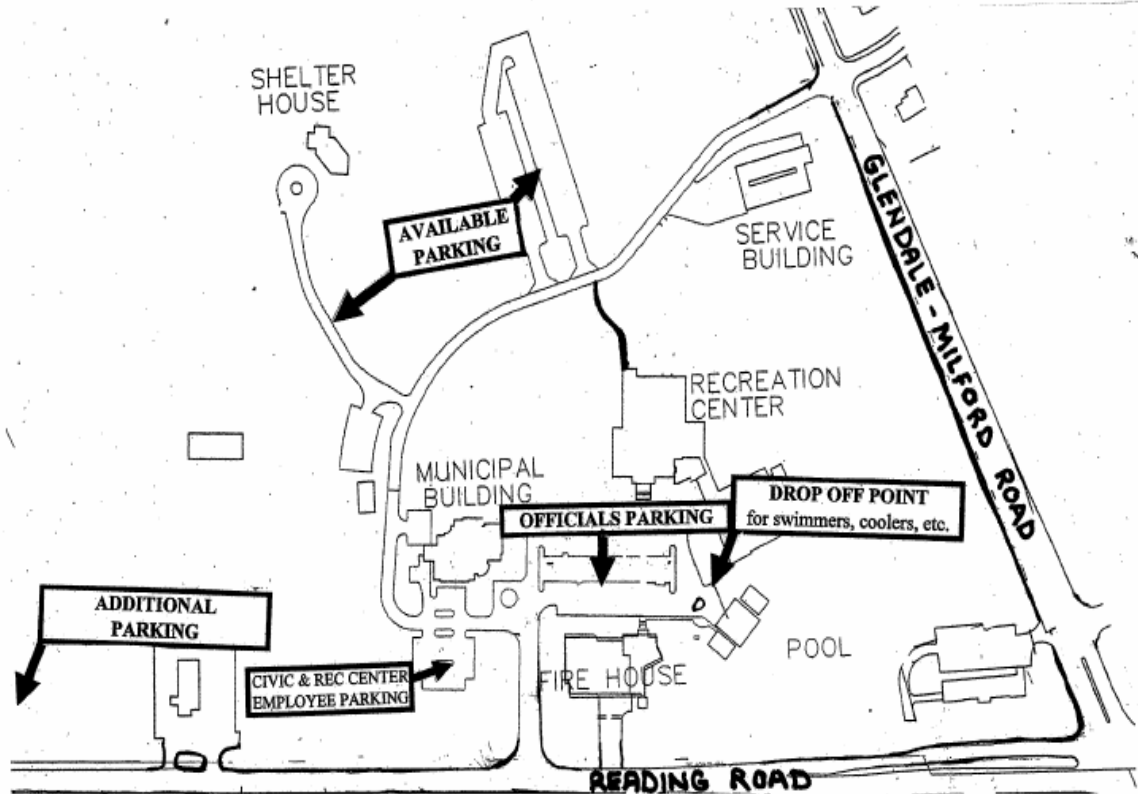 SHELTER
HOUSE
AVAILABLE
PARKING
SERVICE
BUILDING
GLENDALE - MILFORD ROAD
RECREATION
CENTER
MUNICIPAL
BUILDING
OFFICIALS PARKING
DROP OFF POINT
for swimmers, coolers, etc.
ADDITIONAL
PARKING
CIVIC & REC CENTER
EMPLOYEE PARKING
FIRE HOUSE
POOL
READING ROAD